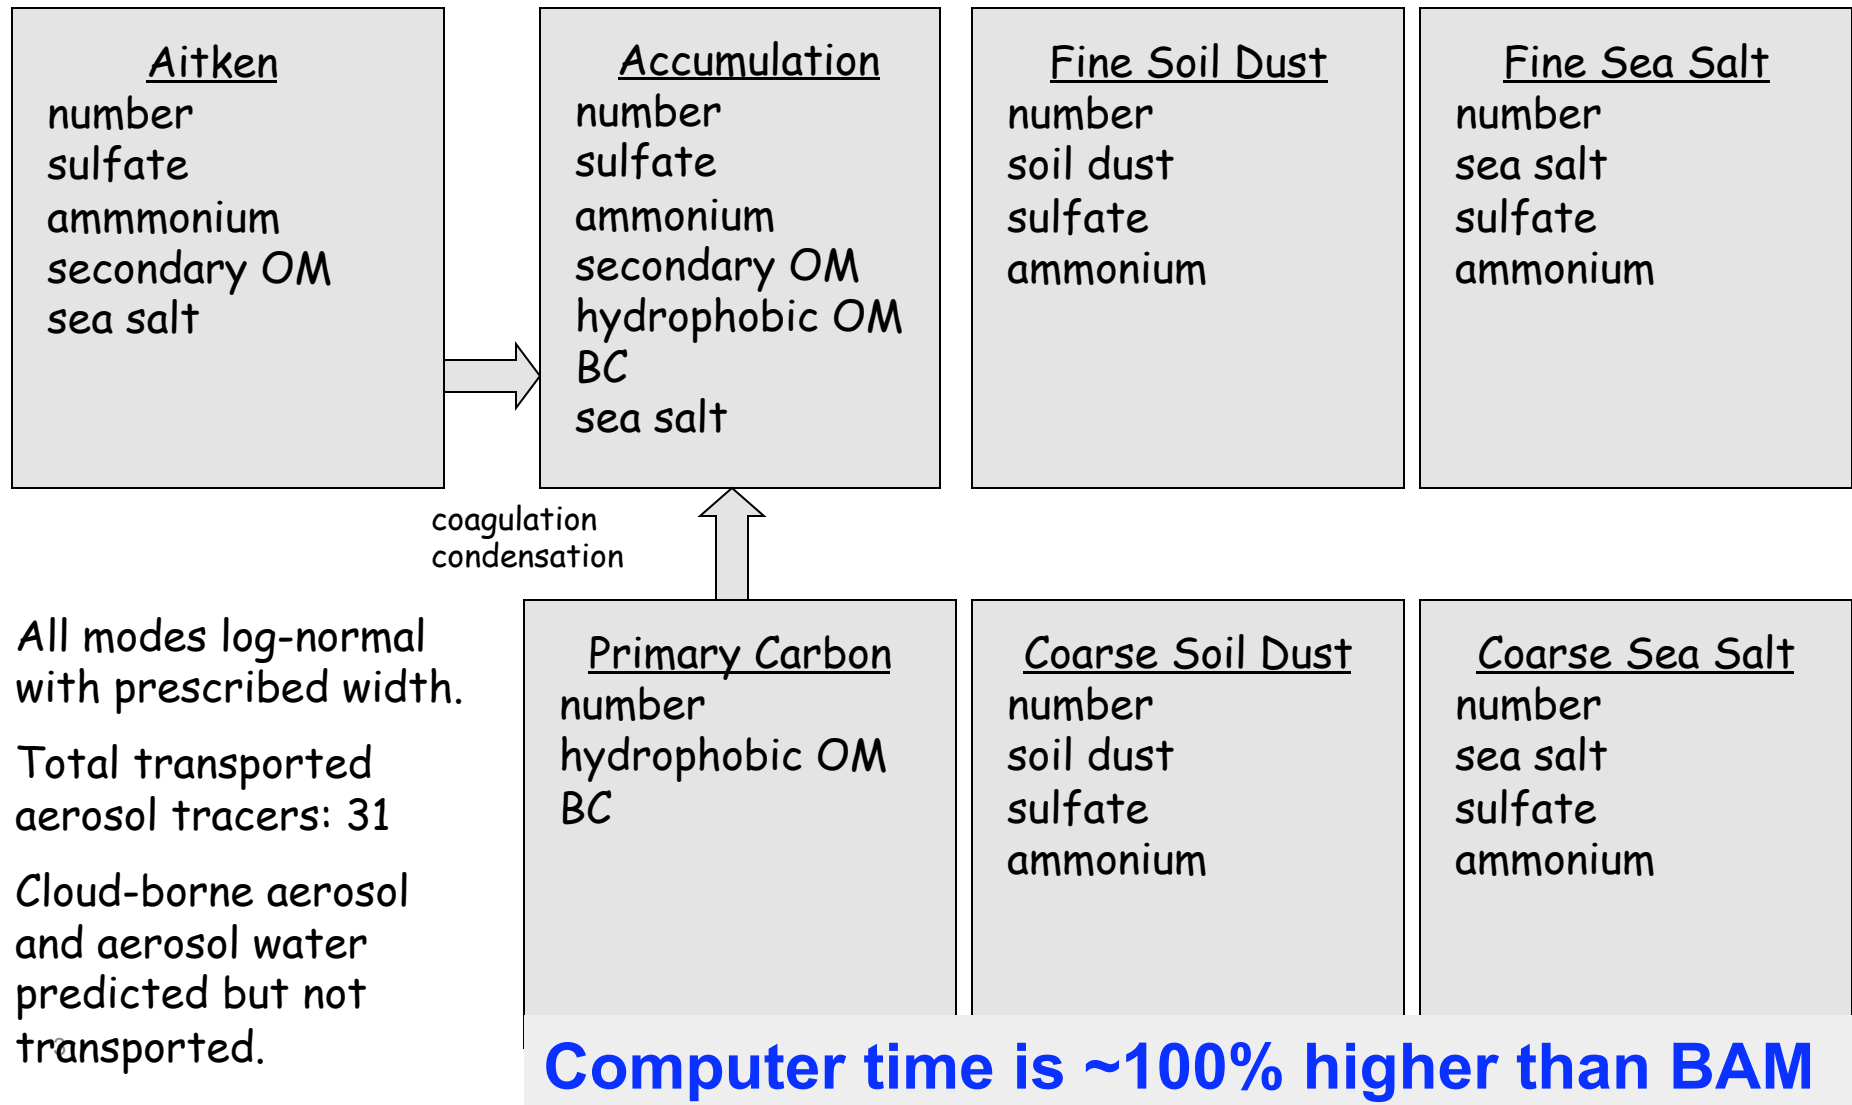 Aitken
number
sulfate
ammmonium
secondary OM
sea salt
Accumulation
number
sulfate
ammonium
secondary OM
hydrophobic OM
BC
sea salt
Fine Soil Dust
number
soil dust
sulfate
ammonium
Fine Sea Salt
number
sea salt
sulfate
ammonium
coagulation
condensation
All modes log-normal
with prescribed width.
Total transported
aerosol tracers: 31
Cloud-borne aerosol
and aerosol water
predicted but not
transported.
Primary Carbon
number
hydrophobic OM
BC
Coarse Soil Dust
number
soil dust
sulfate
ammonium
Coarse Sea Salt
number
sea salt
sulfate
ammonium
Computer time is ~100% higher than BAM